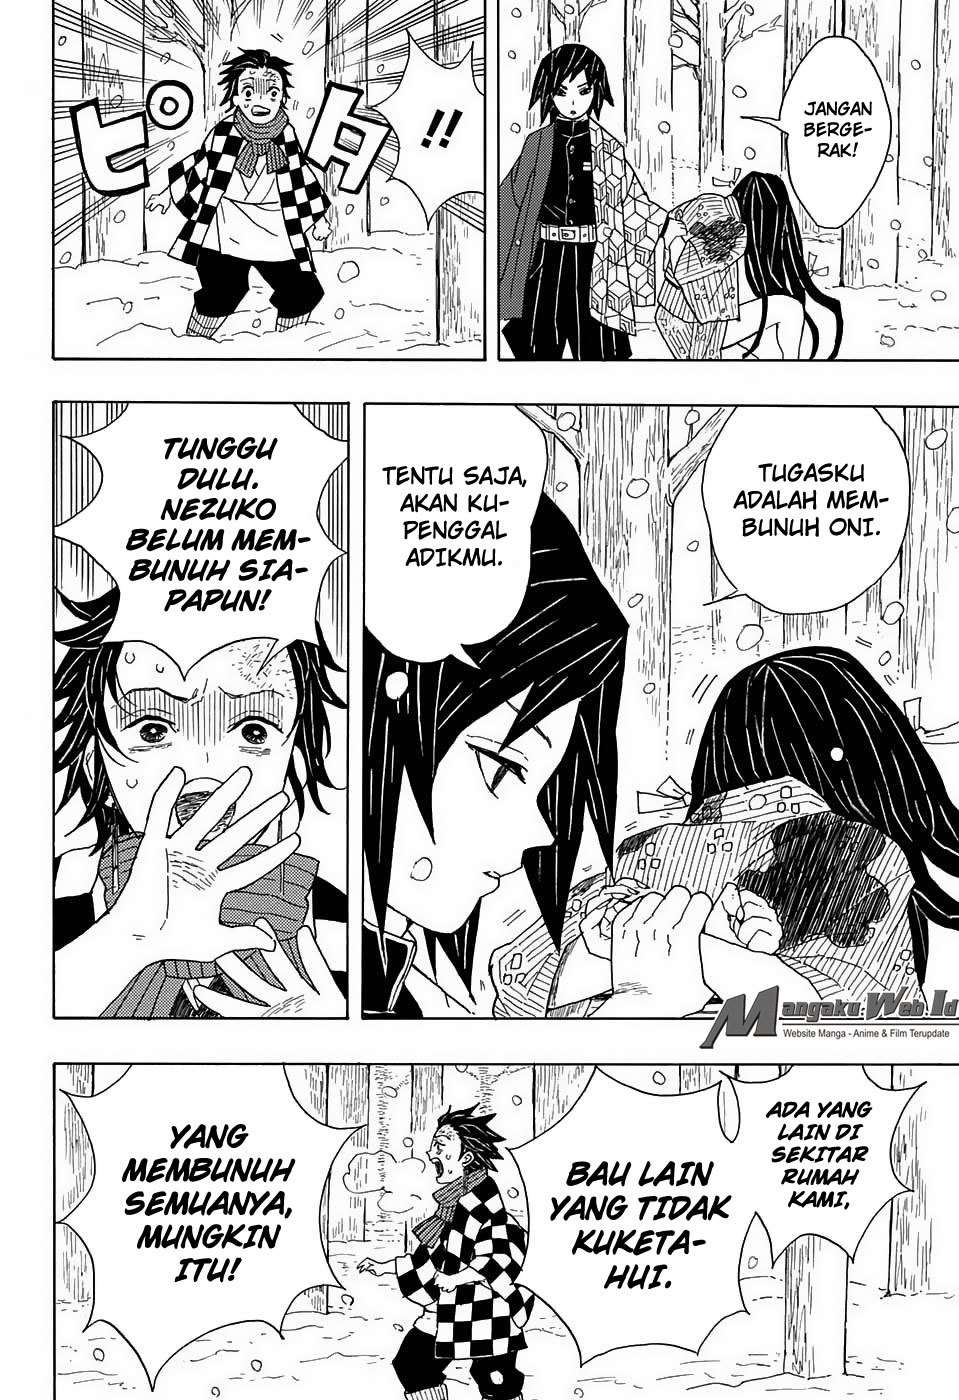 JANGAN
BERGE-
RAK!
!!
ピタ
TUGASKU
ADALAH MEM-
BUNUH ONI.
TENTU SAJA,
AKAN KU-
PENGGAL
ADIKMU.
TUNGGU
DULU.
NEZUKO
BELUM MEM-
BUNUH SIA-
PAPUN!
Mangaku.Web.Id
Website Manga - Anime & Film Terupdate
ADA YANG
LAIN DI
SEKITAR
RUMAH
KAMI,
BAU LAIN
YANG TIDAK
KUKETA-
HUI.
YANG
MEMBUNUH
SEMUANYA,
MUNGKIN
ITU!